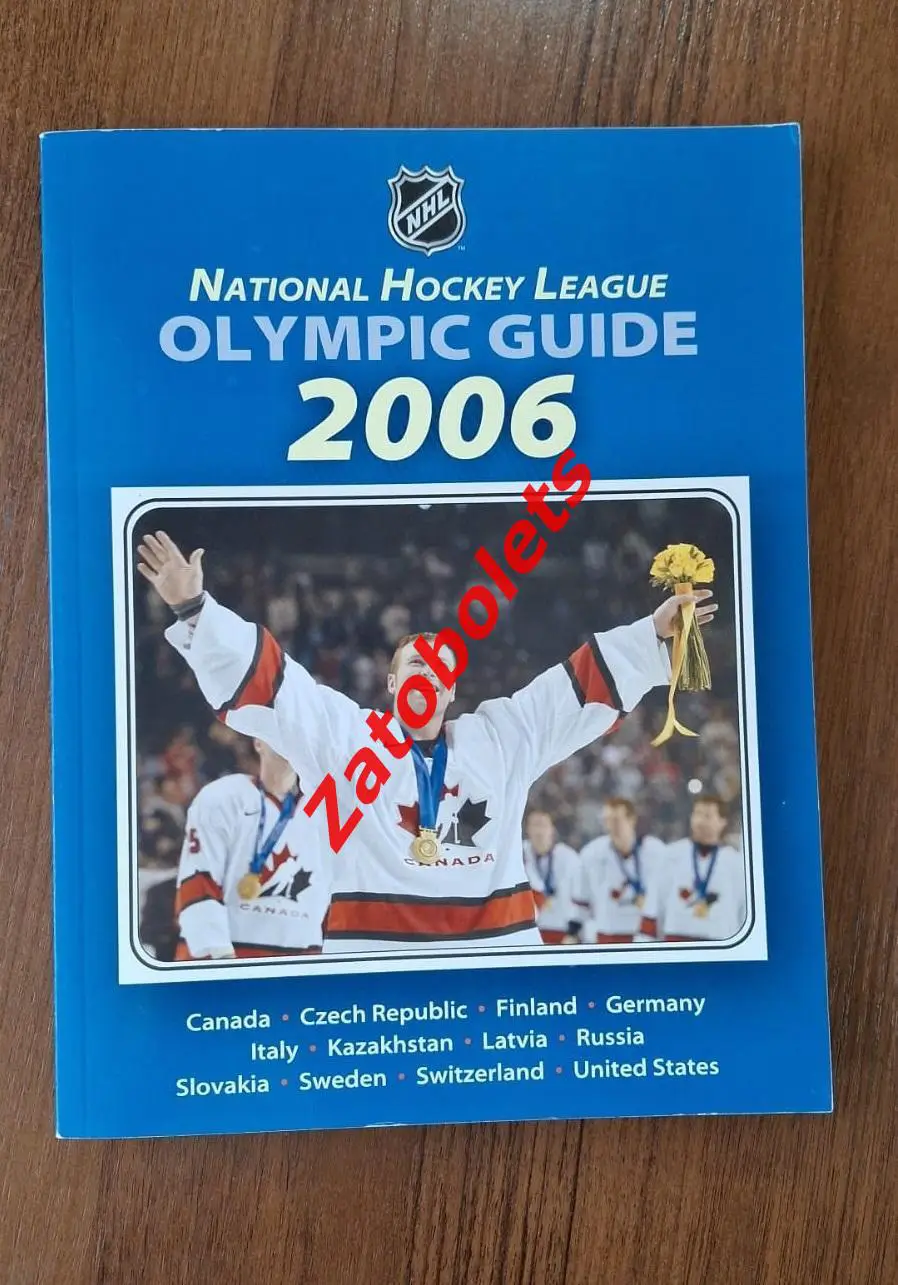 NHL
NATIONAL HOCKEY LEAGUE
OLYMPIC GUIDE
2006
Zatobolets
5
CANADA
CANADA
Canada • Czech Republic • Finland • Germany
Italy • Kazakhstan • Latvia • Russia
Slovakia • Sweden • Switzerland • United States